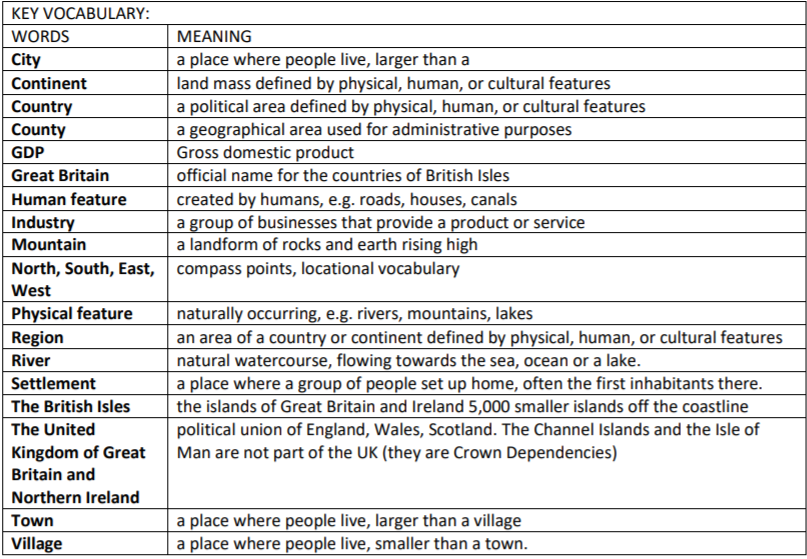 KEY VOCABULARY:
WORDS MEANING
City a place where people live, larger than a
Continent land mass defined by physical, human, or cultural features
Country a political area defined by physical, human, or cultural features
County a geographical area used for administrative purposes
GDP Gross domestic product
Great Britain official name for the countries of British Isles
Human feature created by humans, e.g. roads, houses, canals
Industry a group of businesses that provide a product or service
Mountain a landform of rocks and earth rising high
North, South, East, compass points, locational vocabulary
West
Physical feature naturally occurring, e.g. rivers, mountains, lakes
Region an area of a country or continent defined by physical, human, or cultural features
River natural watercourse, flowing towards the sea, ocean or a lake.
Settlement a place where a group of people set up home, often the first inhabitants there.
The British Isles the islands of Great Britain and Ireland 5,000 smaller islands off the coastline
The United political union of England, Wales, Scotland. The Channel Islands and the Isle of
Kingdom of Great Man are not part of the UK (they are Crown Dependencies)
Britain and
Northern Ireland
Town a place where people live, larger than a village
Village a place where people live, smaller than a town.